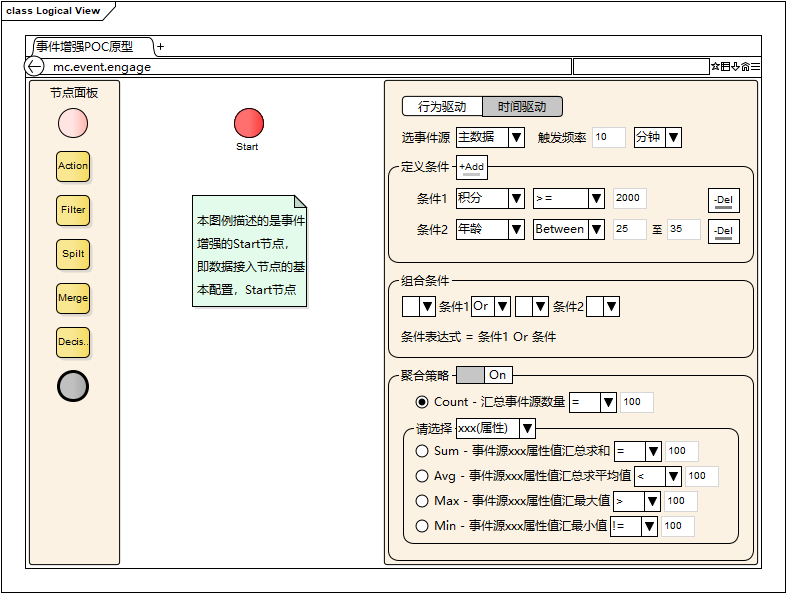 class Logical View
事件增强POC原型
+
mc.event.engage
节点面板
Action
Filter
Spilt
Merge
Decis..
Start
本图例描述的是事件
增强的Start节点，
即数据接入节点的基
本配置，Start节点
行为驱动 时间驱动
选事件源 主数据 触发频率 10 分钟
定义条件 +Add
条件1 积分 >= 2000 -Del
条件2 年龄 Between 25 至 35 -Del
组合条件
条件1 Or 条件2
条件表达式 = 条件1 Or 条件
聚合策略 On
Count - 汇总事件源数量 = 100
请选择 xxx(属性)
Sum - 事件源xxx属性值汇总求和 = 100
Avg - 事件源xxx属性值汇总求平均值 < 100
Max - 事件源xxx属性值汇最大值 > 100
Min - 事件源xxx属性值汇最小值 != 100